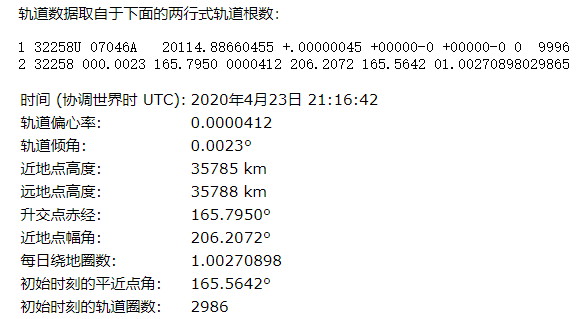 轨道数据取自于下面的两行式轨道根数:
1 32258U 07046A   20114.88660455 +.00000045 +00000-0 +00000-0 0  9996
2 32258 000.0023 165.7950 0000412 206.2072 165.5642 01.00270898029865
时间 (协调世界时 UTC): 2020年4月23日 21:16:42
轨道偏心率: 0.0000412
轨道倾角: 0.0023°
近地点高度: 35785 km
远地点高度: 35788 km
升交点赤经: 165.7950°
近地点幅角: 206.2072°
每日绕地圈数: 1.00270898
初始时刻的平近点角: 165.5642°
初始时刻的轨道圈数: 2986